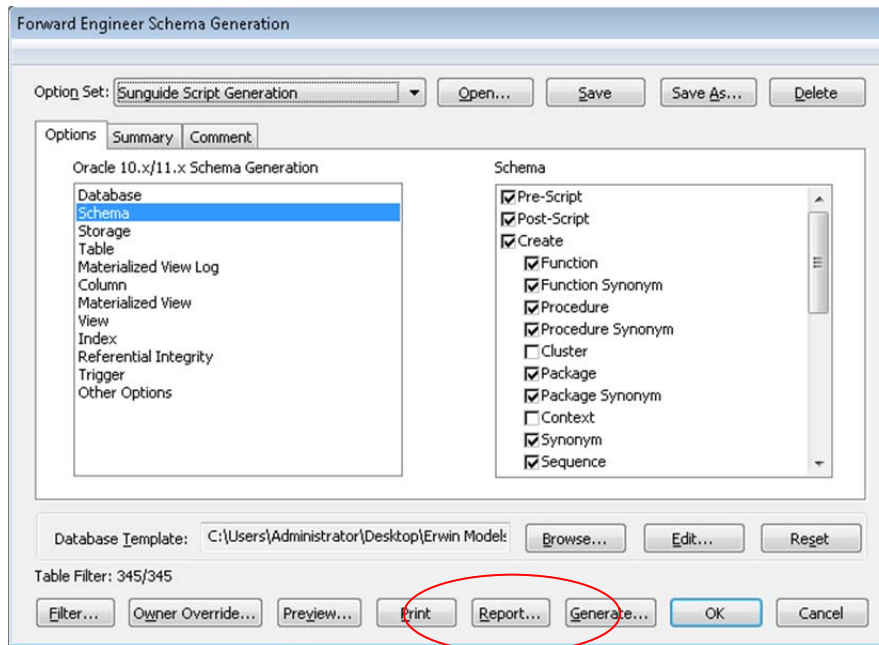 Forward Engineer Schema Generation
Option Set: Sunguide Script Generation Open... Save Save As... Delete
Options Summary Comment
Oracle 10.x/11.x Schema Generation
Database
Schema
Storage
Table
Materialized View Log
Column
Materialized View
View
Index
Referential Integrity
Trigger
Other Options
Schema
Pre-Script
Post-Script
Create
Function
Function Synonym
Procedure
Procedure Synonym
Cluster
Package
Package Synonym
Context
Synonym
Sequence
Database Template: C:\Users\Administrator\Desktop\Erwin Models Browse... Edit... Reset
Table Filter: 345/345
Filter... Owner Override... Preview... Print Report... Generate... OK Cancel